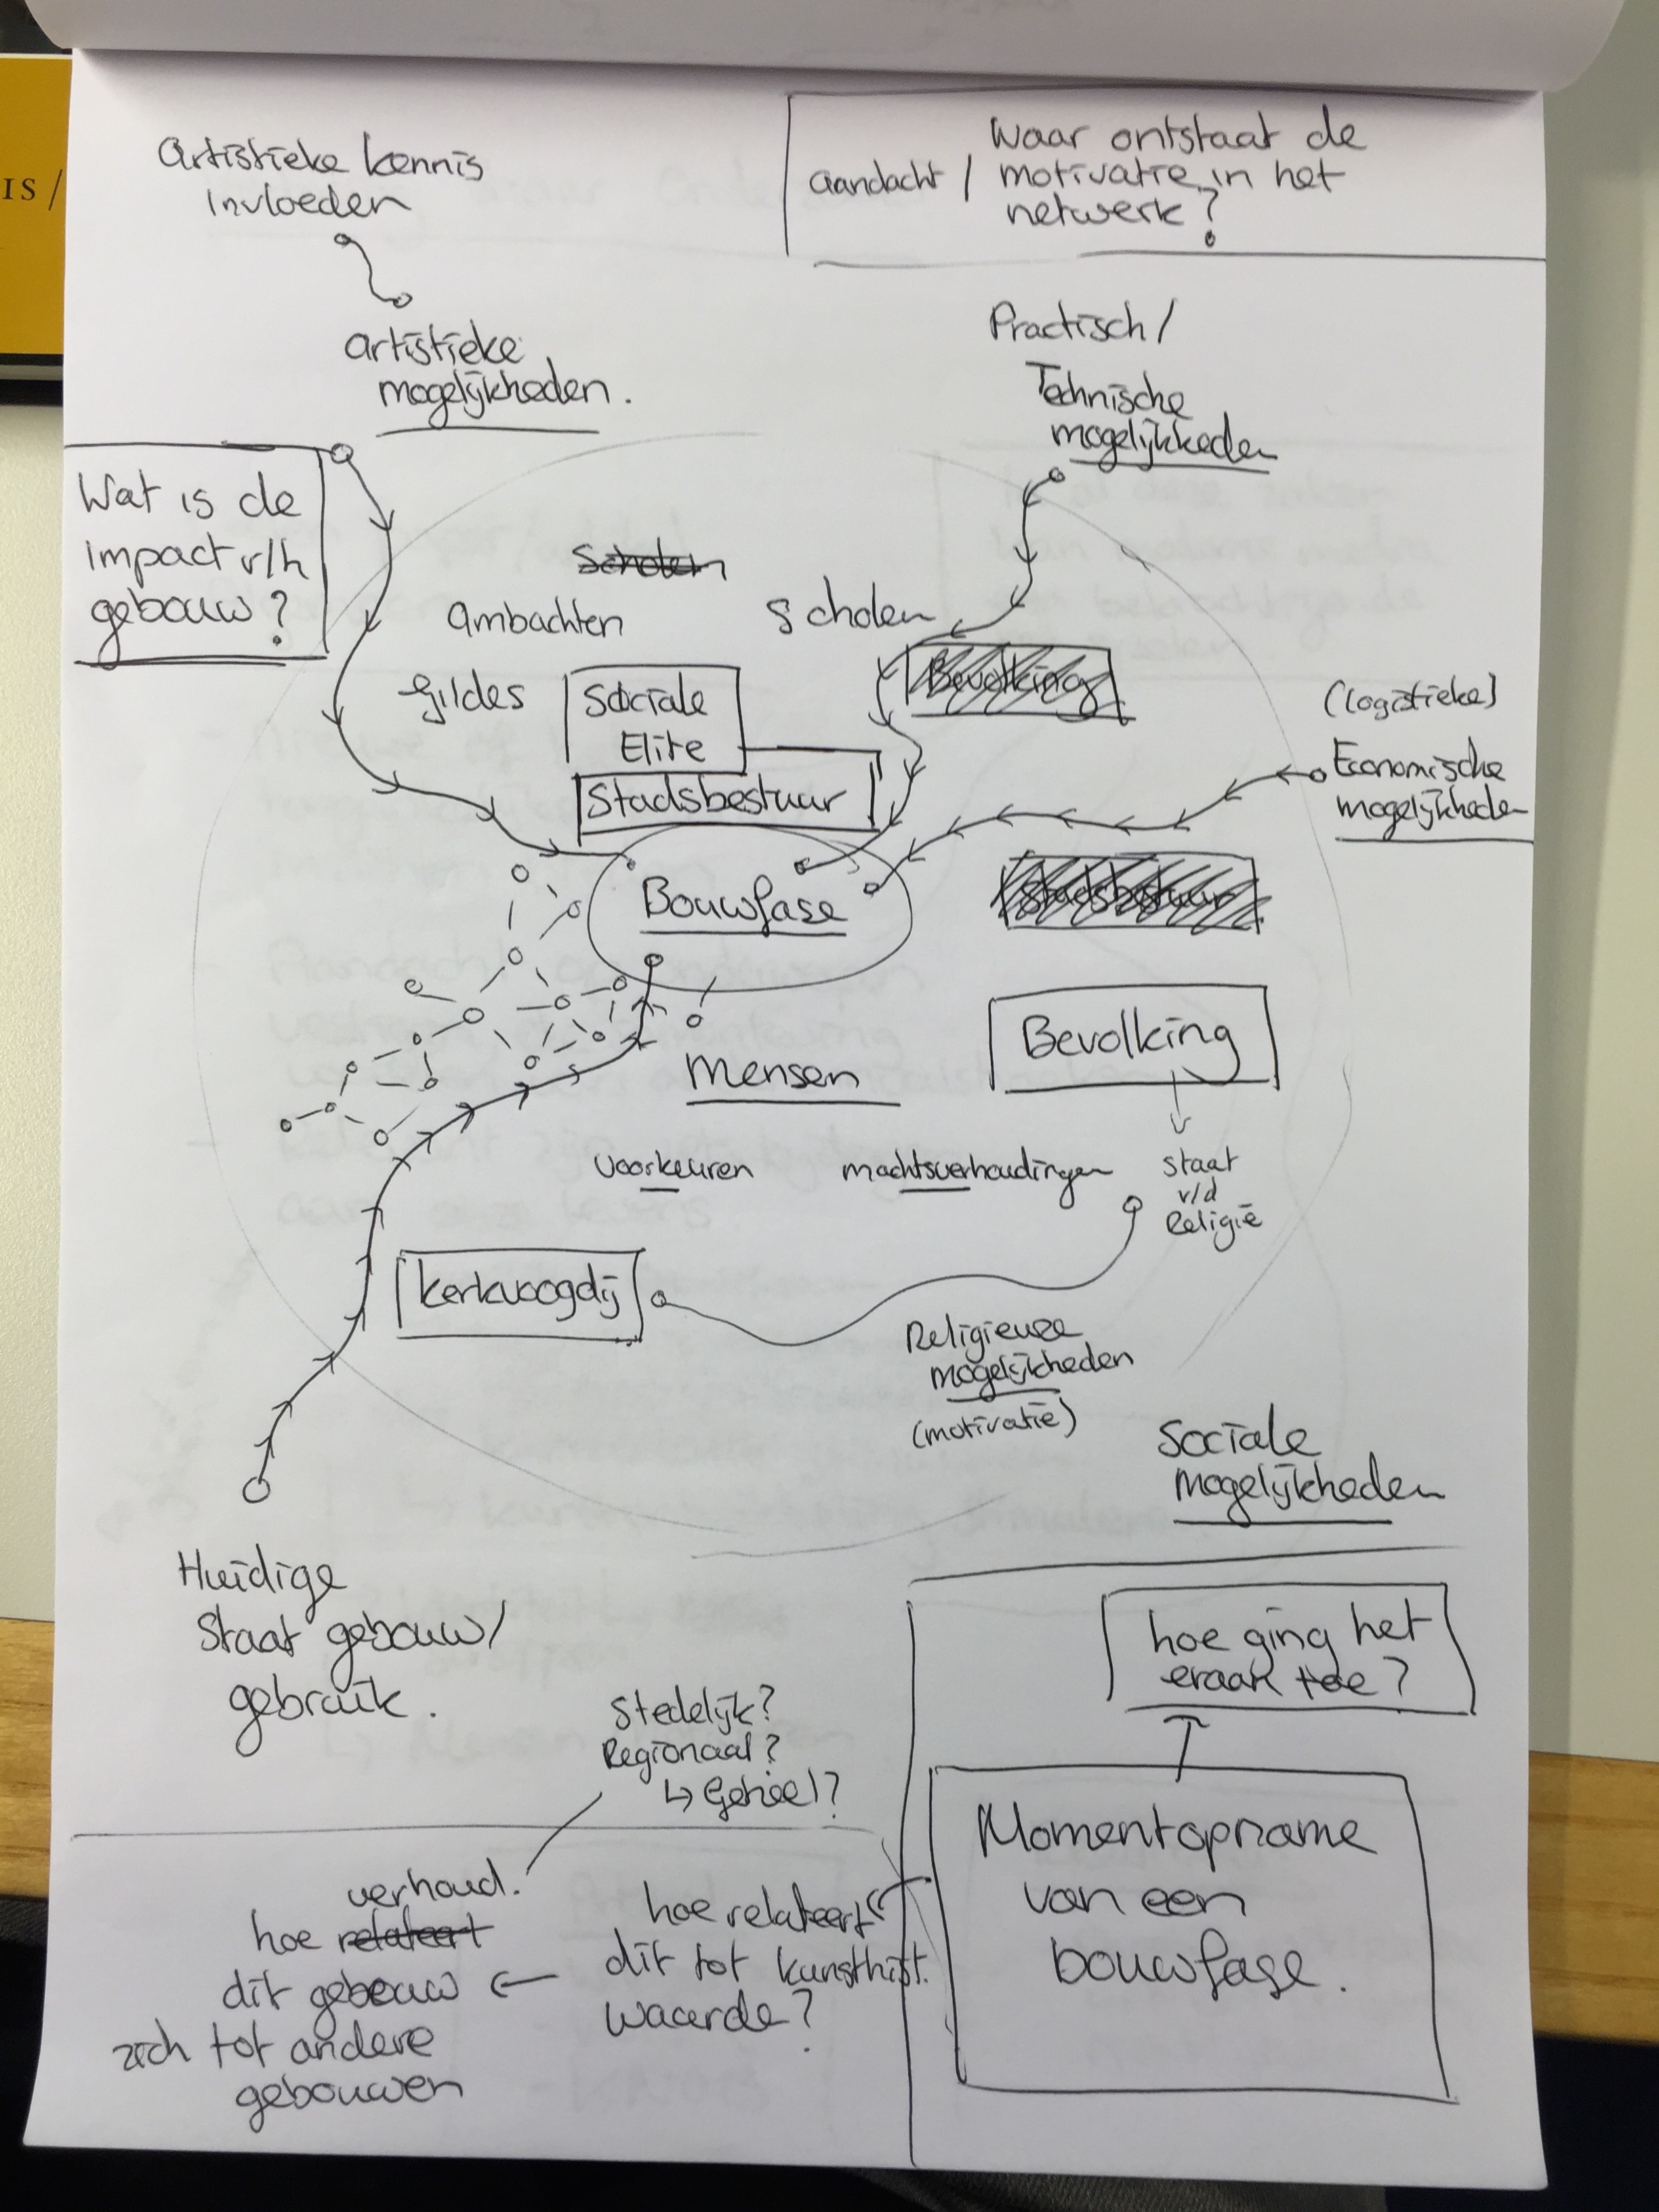 IS/
Artistieke kennis
Invloeden
Waar ontstaat de
aandacht / motivatie in het
netwerk?
artistieke
mogelijkheden.
Practisch/
Technische
mogelijkheden
Wat is de
impact v/h
gebouw?
Scholen
Ambachten
Scholen
Gildes
Sociale
Elite
Bevolking
(logistieke)
Economische
mogelijkheden
Stadsbestuur
Bouwfase
Stadsbestuur
Bevolking
Mensen
voorkeuren
machtsverhoudingen
staat
v/d
Religie
Kerkvoogdij
Religieuze
mogelijkheden
(motivatie)
Sociale
mogelijkheden
Huidige
Staat gebouw/
gebruik.
hoe ging het
eraan toe?
Stedelijk?
Regionaal?
↳ Geheel?
Momentopname
van een
bouwfase.
verhoud.
hoe relateert
dit gebouw
zich tot andere
gebouwen
hoe relateert
dit tot kunsthist.
waarde?